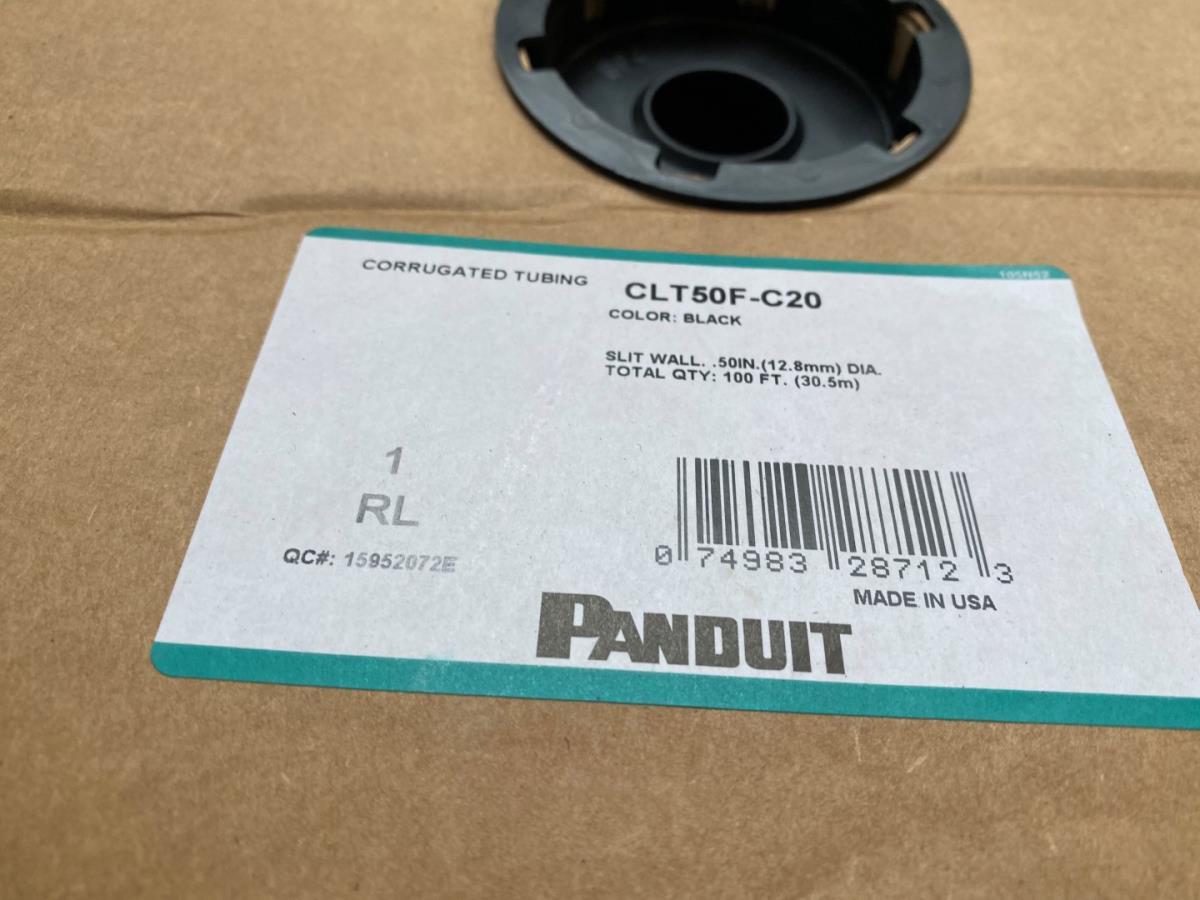 CORRUGATED TUBING
CLT50F-C20
COLOR: BLACK
SLIT WALL. .50IN.(12.8mm) DIA.
TOTAL QTY: 100 FT. (30.5m)
1
RL
QC#: 15952072E
0 74983 28712 3
MADE IN USA
PANDUIT